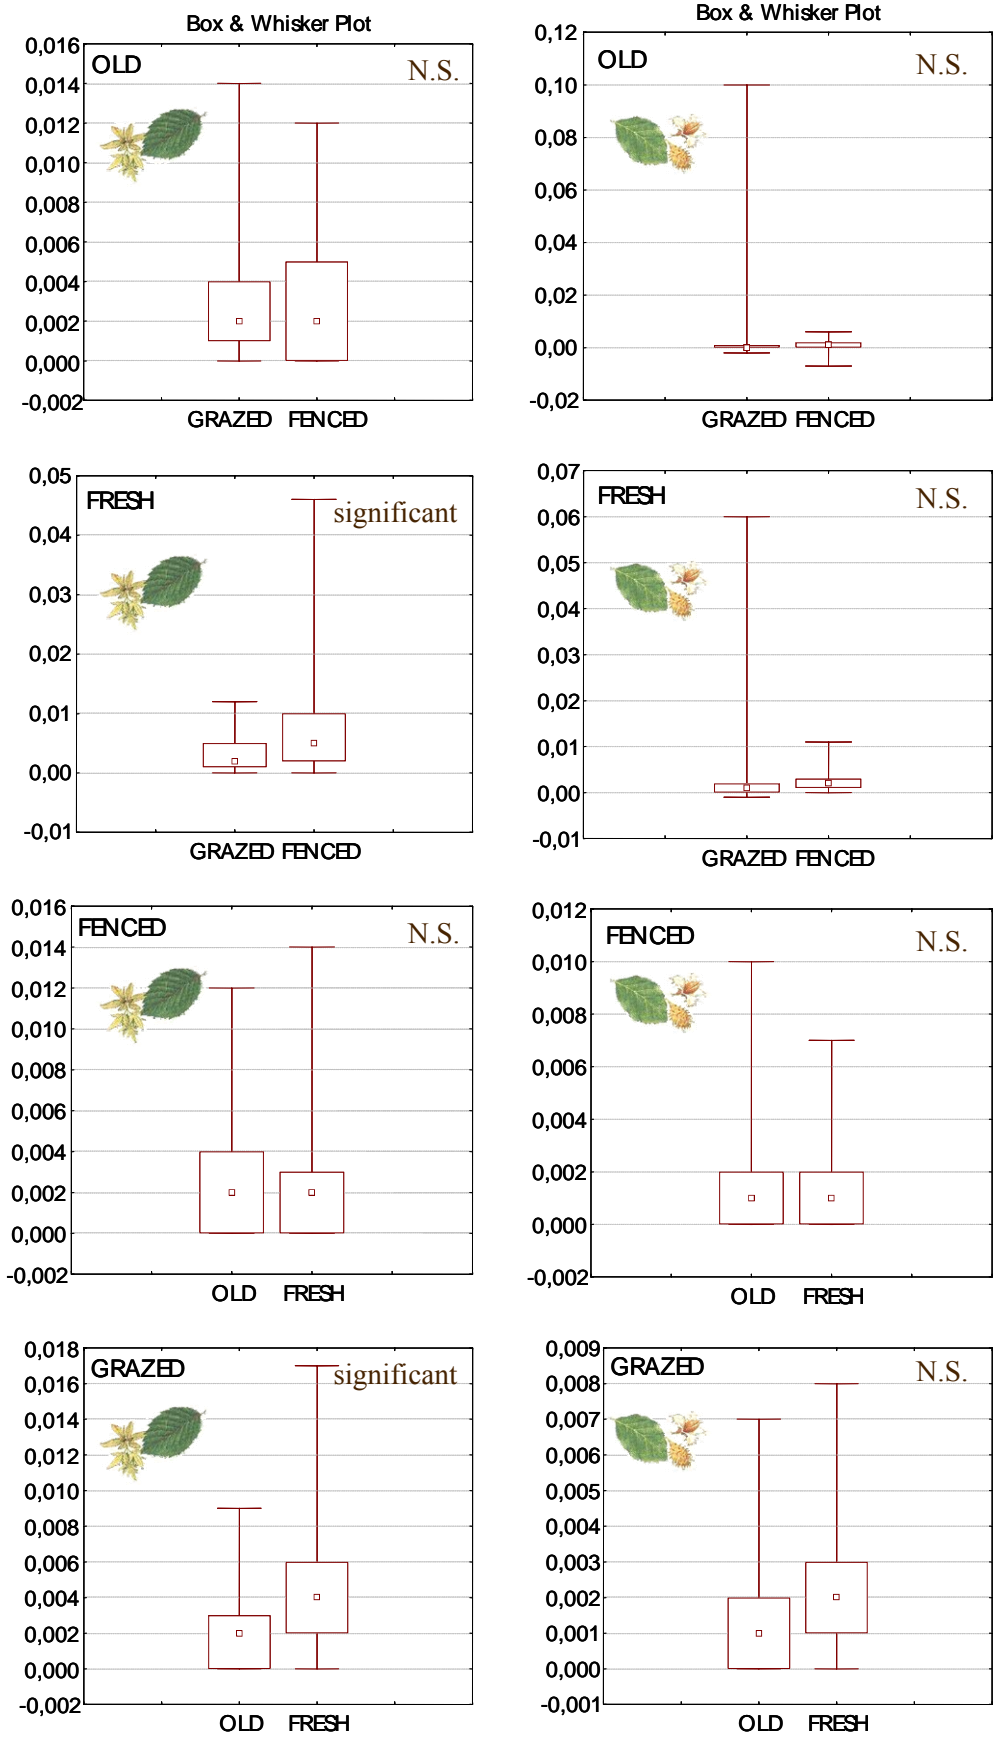 Box & Whisker Plot
0,016
0,014
0,012
0,010
0,008
0,006
0,004
0,002
0,000
-0,002
OLD
N.S.
GRAZED FENCED
Box & Whisker Plot
0,12
0,10
0,08
0,06
0,04
0,02
0,00
-0,02
OLD
N.S.
GRAZED FENCED
0,05
0,04
0,03
0,02
0,01
0,00
-0,01
FRESH
significant
GRAZED FENCED
0,07
0,06
0,05
0,04
0,03
0,02
0,01
0,00
-0,01
FRESH
N.S.
GRAZED FENCED
0,016
0,014
0,012
0,010
0,008
0,006
0,004
0,002
0,000
-0,002
FENCED
N.S.
OLD FRESH
0,012
0,010
0,008
0,006
0,004
0,002
0,000
-0,002
FENCED
N.S.
OLD FRESH
0,018
0,016
0,014
0,012
0,010
0,008
0,006
0,004
0,002
0,000
-0,002
GRAZED
significant
OLD FRESH
0,009
0,008
0,007
0,006
0,005
0,004
0,003
0,002
0,001
0,000
-0,001
GRAZED
N.S.
OLD FRESH